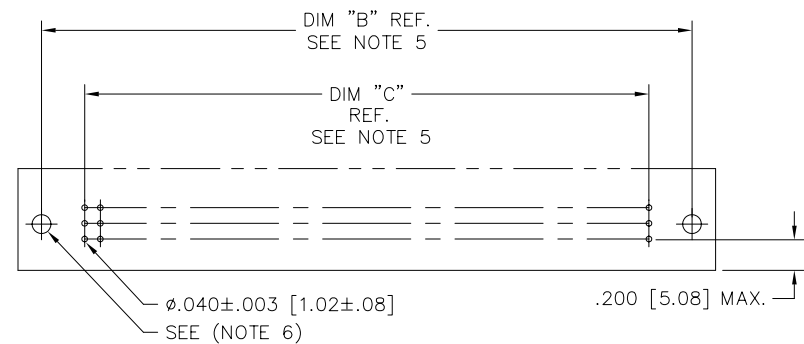 DIM "B" REF.
SEE NOTE 5
DIM "C"
REF.
SEE NOTE 5
ø.040±.003 [1.02±.08]
.200 [5.08] MAX.
SEE (NOTE 6)